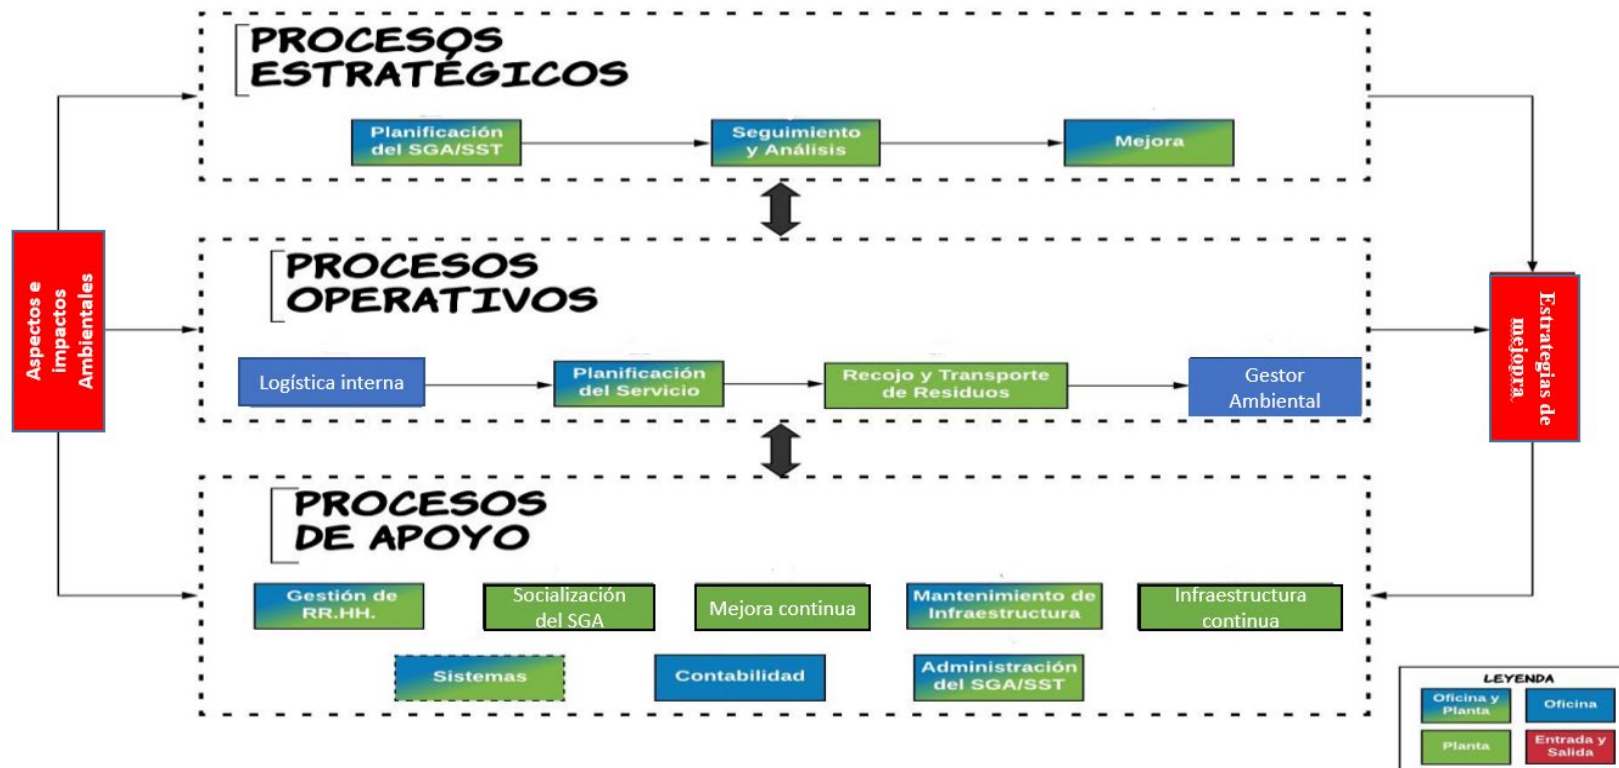 PROCESOS
ESTRATÉGICOS
Planificación
del SGA/SST
Seguimiento
y Análisis
Mejora
Aspectos e
impactos
Ambientales
PROCESOS
OPERATIVOS
Logística interna
Planificación
del Servicio
Recojo y Transporte
de Residuos
Gestor
Ambiental
Estrategias de
mejopra
PROCESOS
DE APOYO
Gestión de
RR.HH.
Socialización
del SGA
Mejora continua
Mantenimiento de
Infraestructura
Infraestructura
continua
Sistemas
Contabilidad
Administración
del SGA/SST
LEYENDA
Oficina y
Planta
Oficina
Planta
Entrada y
Salida